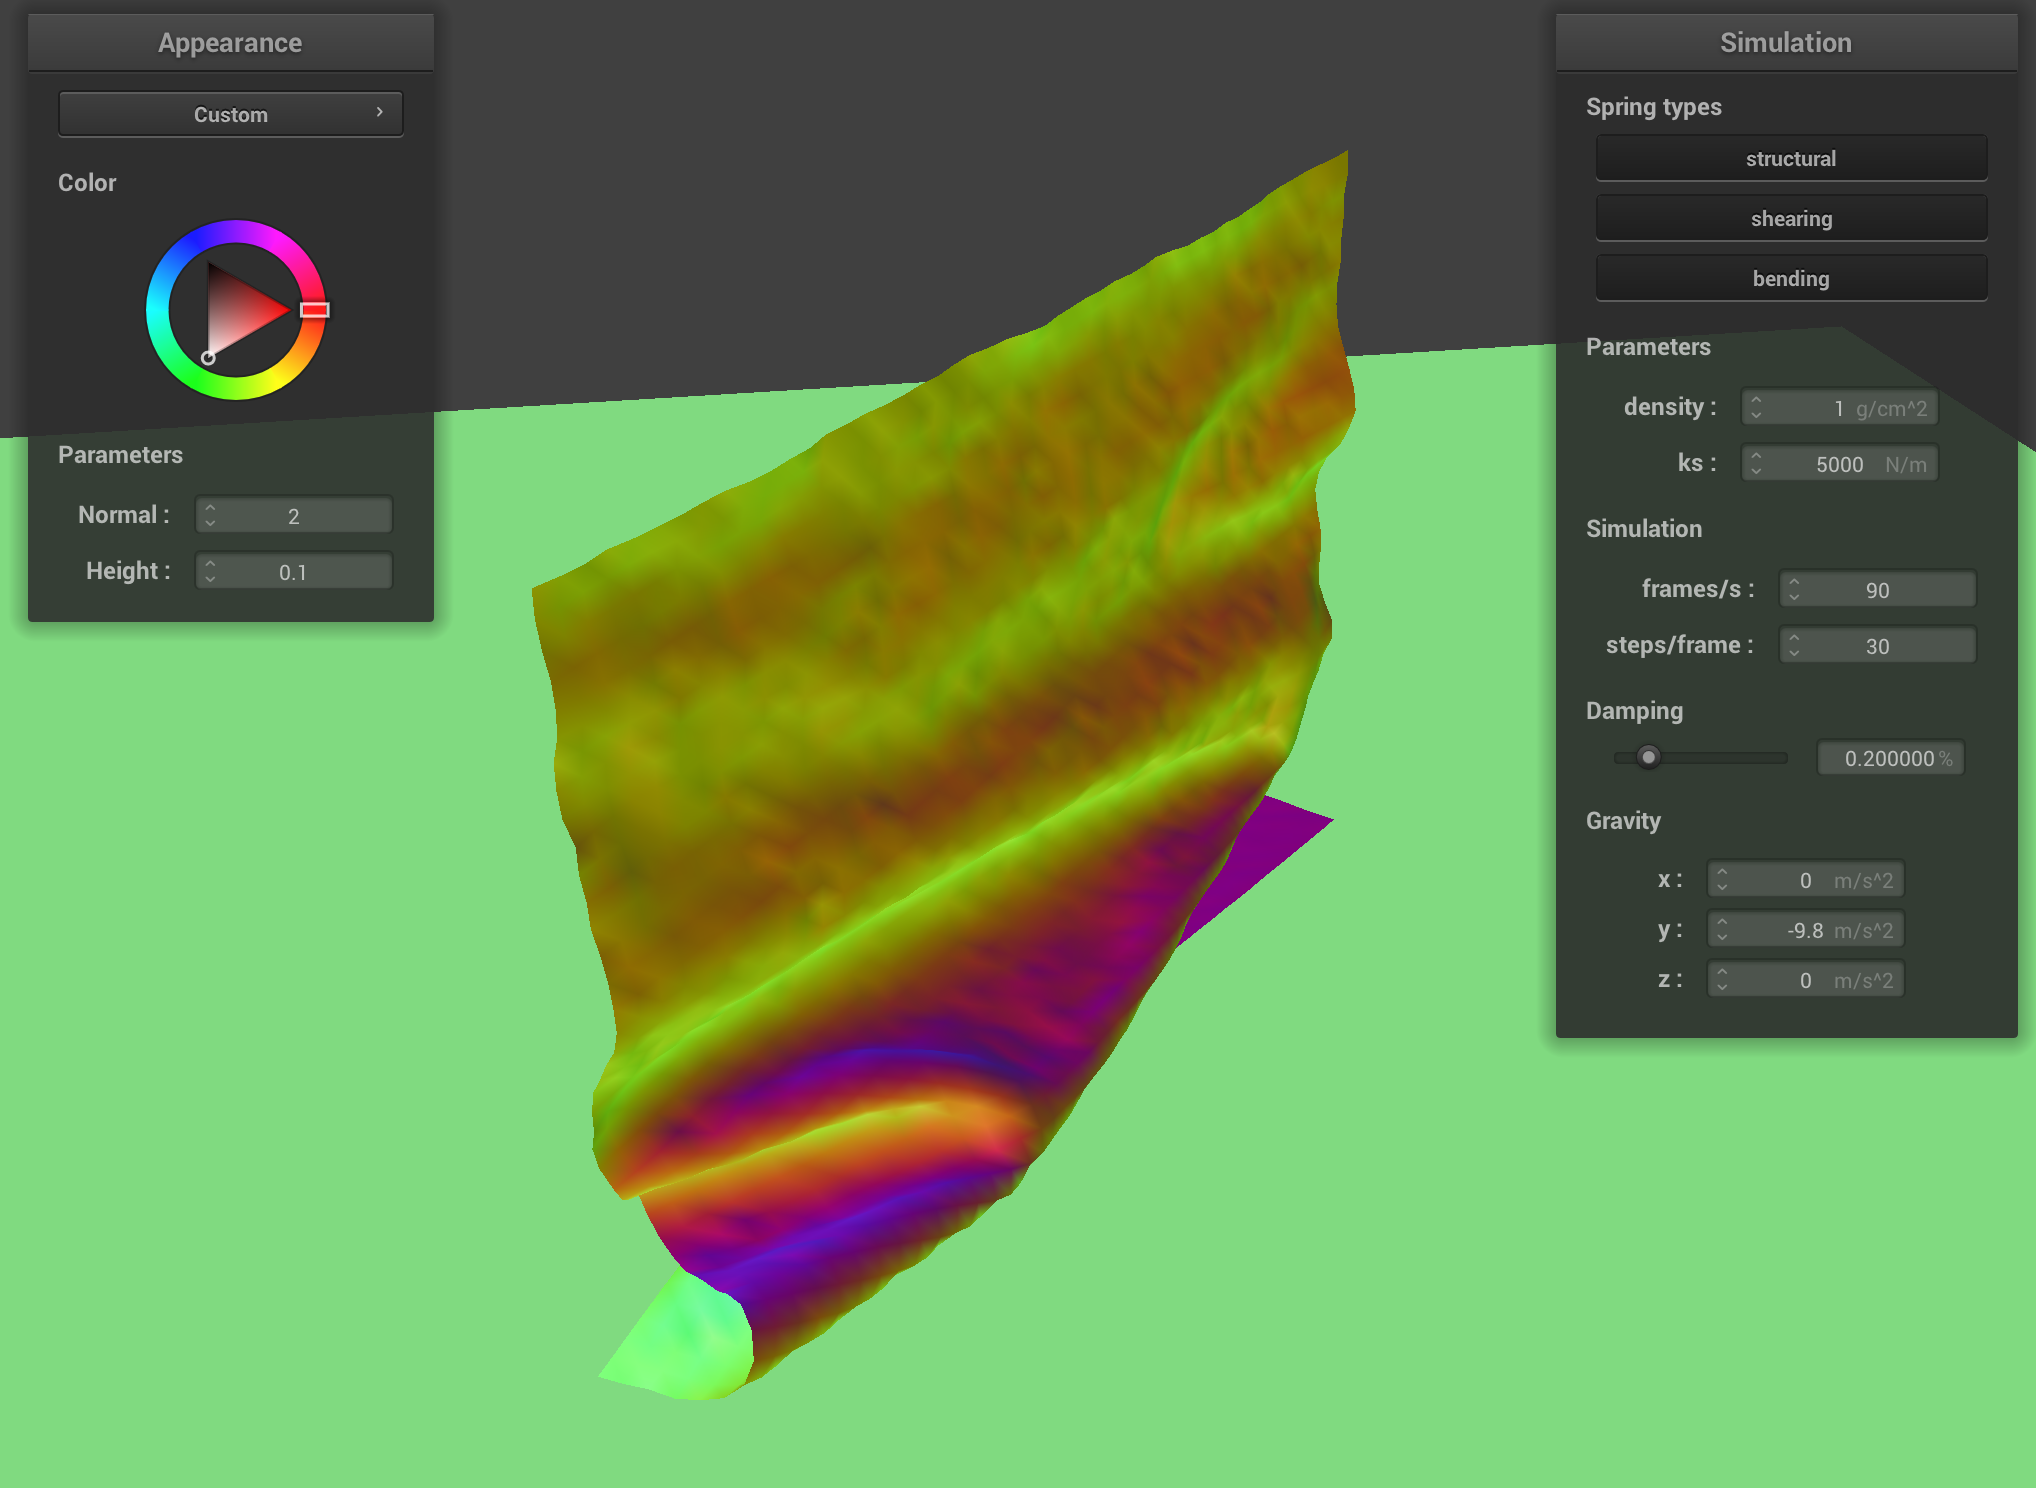 Appearance
Custom
Color
Parameters
Normal : 2
Height : 0.1
Simulation
Spring types
structural
shearing
bending
Parameters
density : 1 g/cm^2
ks : 5000 N/m
Simulation
frames/s : 90
steps/frame : 30
Damping
0.200000 %
Gravity
x : 0 m/s^2
y : -9.8 m/s^2
z : 0 m/s^2